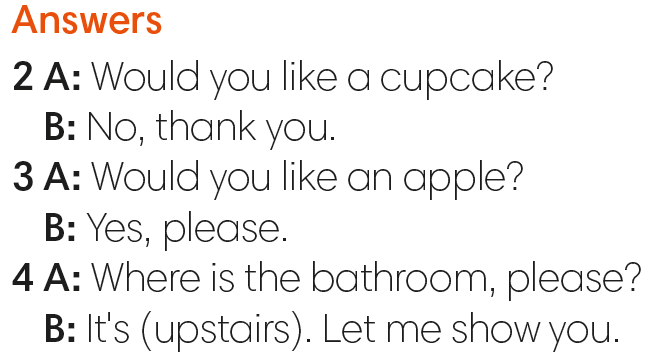 Answers
2 A: Would you like a cupcake?
B: No, thank you.
3 A: Would you like an apple?
B: Yes, please.
4 A: Where is the bathroom, please?
B: It's (upstairs). Let me show you.